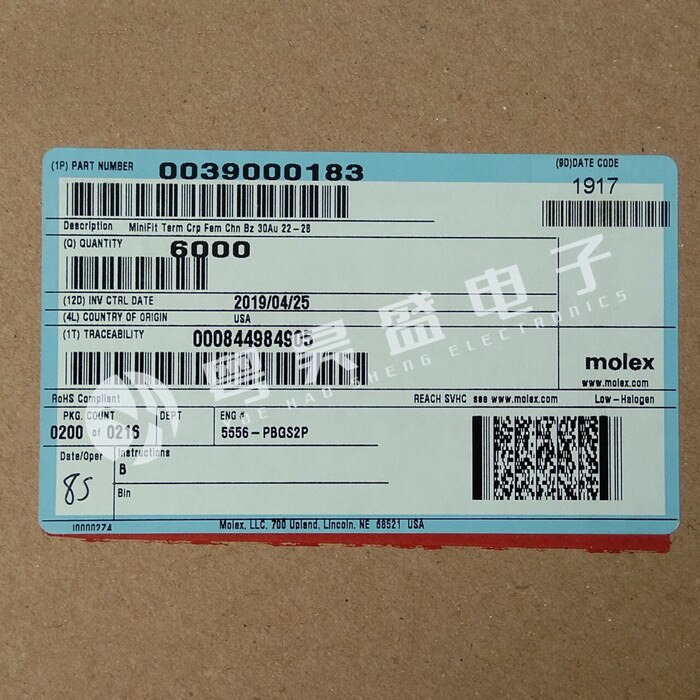 (1P) PART NUMBER 0039000183 (9D)DATE CODE
1917
Description MiniFit Term Crp Fem Chn Bz 30Au 22-28
(Q) QUANTITY 6000
(12D) INV CTRL DATE 2019/04/25
(4L) COUNTRY OF ORIGIN USA
(1T) TRACEABILITY 000844984905
molex
www.molex.com
RoHS Compliant REACH SVHC see www.molex.com Low-Halogen
PKG. COUNT DEPT ENG #
0200 of 0216 5556-PBGS2P
Date/Oper Instructions
85 B
Bin
Molex, LLC, 700 Upland, Lincoln, NE 68521 USA
粤昊盛电子
YUE HAO SHENG ELECTRONICS